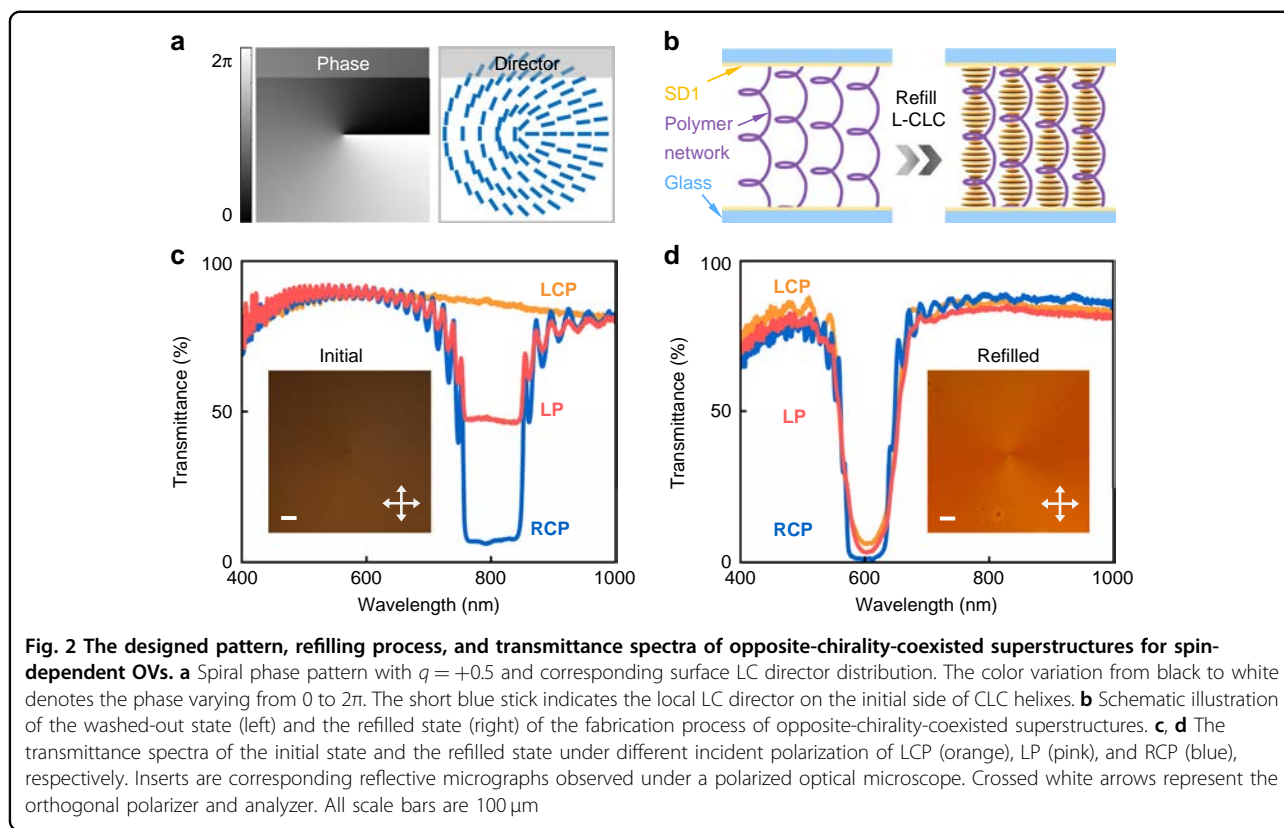 a
2π
Phase
0
Director
b
SD1
Polymer
network
Glass
Refill
L-CLC
c
100
50
0
Transmittance (%)
LCP
LP
RCP
Initial
400
600
800
1000
Wavelength (nm)
d
100
50
0
Transmittance (%)
LCP
LP
RCP
Refilled
400
600
800
1000
Wavelength (nm)
Fig. 2 The designed pattern, refilling process, and transmittance spectra of opposite-chirality-coexisted superstructures for spin-
dependent OVs. a Spiral phase pattern with q = +0.5 and corresponding surface LC director distribution. The color variation from black to white
denotes the phase varying from 0 to 2π. The short blue stick indicates the local LC director on the initial side of CLC helixes. b Schematic illustration
of the washed-out state (left) and the refilled state (right) of the fabrication process of opposite-chirality-coexisted superstructures. c, d The
transmittance spectra of the initial state and the refilled state under different incident polarization of LCP (orange), LP (pink), and RCP (blue),
respectively. Inserts are corresponding reflective micrographs observed under a polarized optical microscope. Crossed white arrows represent the
orthogonal polarizer and analyzer. All scale bars are 100 μm